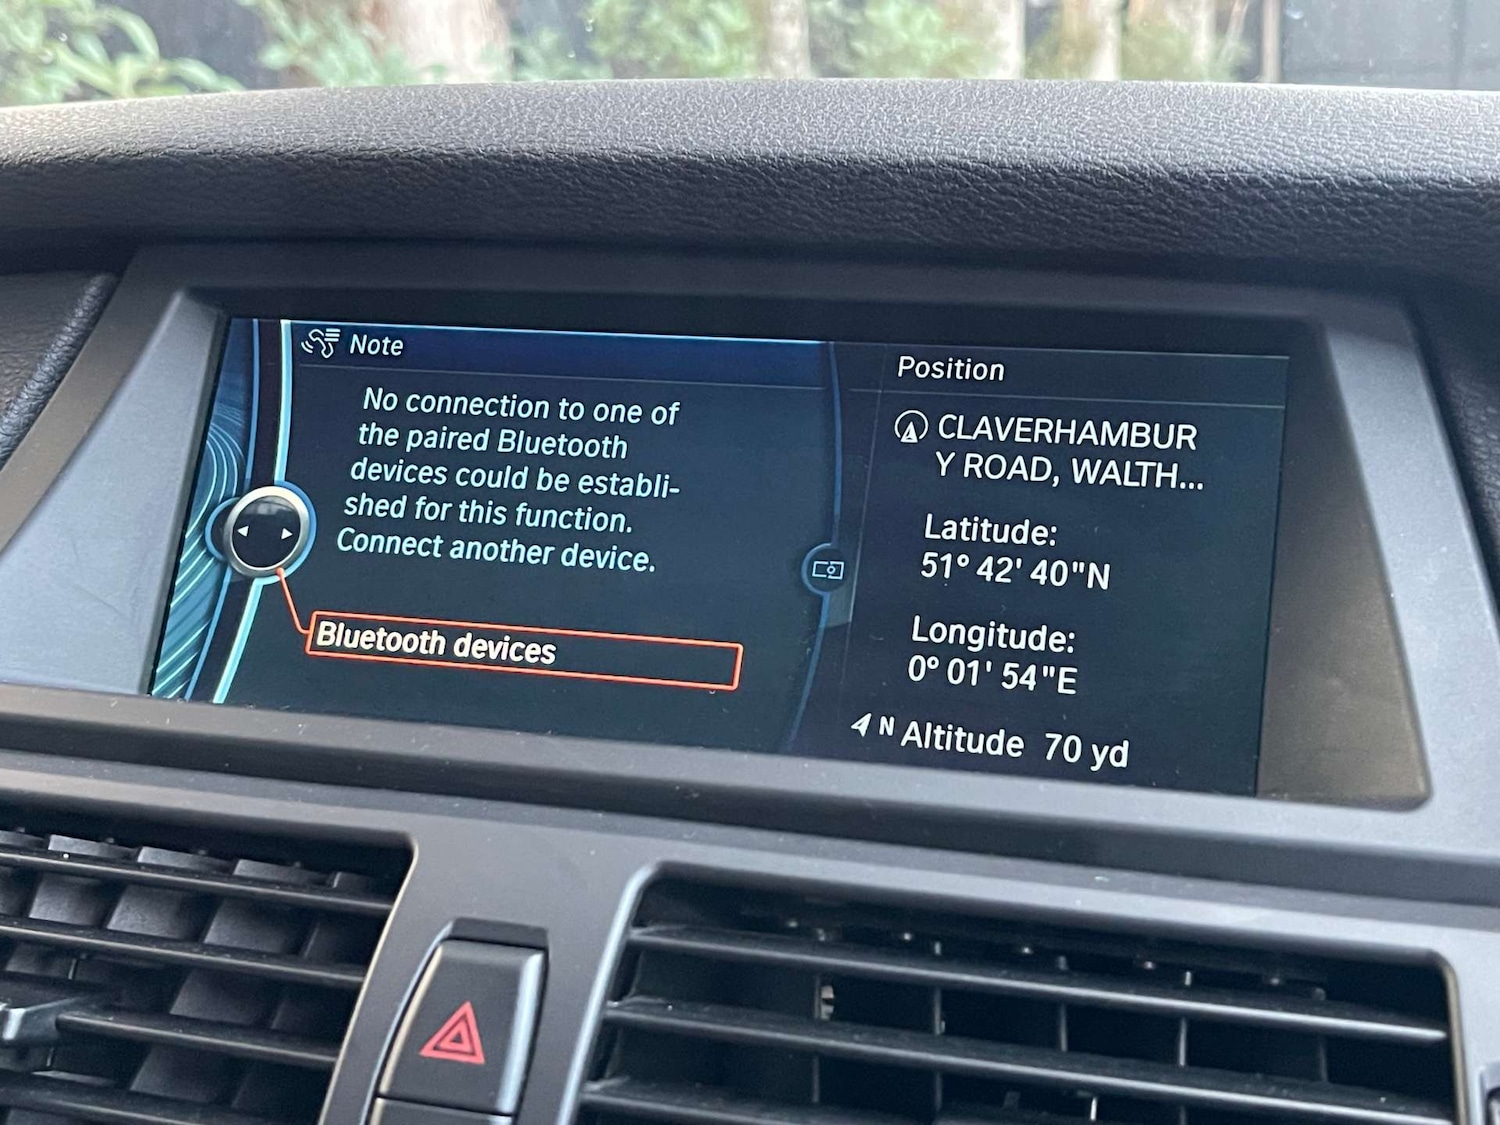 Note
No connection to one of
the paired Bluetooth
devices could be establi-
shed for this function.
Connect another device.
Bluetooth devices
Position
CLAVERHAMBUR
Y ROAD, WALTH...
Latitude:
51° 42' 40"N
Longitude:
0° 01' 54"E
N Altitude 70 yd